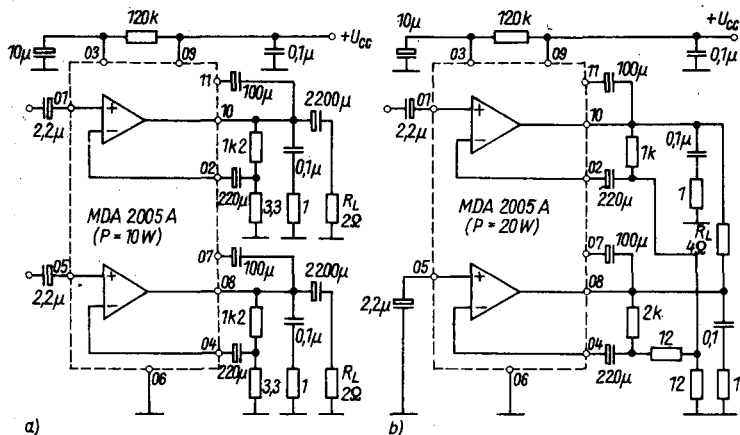 120k
+Ucc
10µ
03
09
0,1µ
11
100µ
01
10
2200µ
2,2µ
1k2
0,1µ
02
220µ
MDA 2005 A
(P = 10W)
3,3
1
RL
2Ω
07
100µ
2200µ
05
08
2,2µ
1k2
0,1µ
04
220µ
3,3
1
RL
2Ω
06
a)
120k
+Ucc
10µ
03
09
0,1µ
11
100µ
01
10
2,2µ
1k
0,1µ
02
220µ
1
MDA 2005 A
(P = 20W)
RL
4Ω
07
100µ
05
08
2,2µ
2k
0,1
04
12
220µ
12
1
06
b)